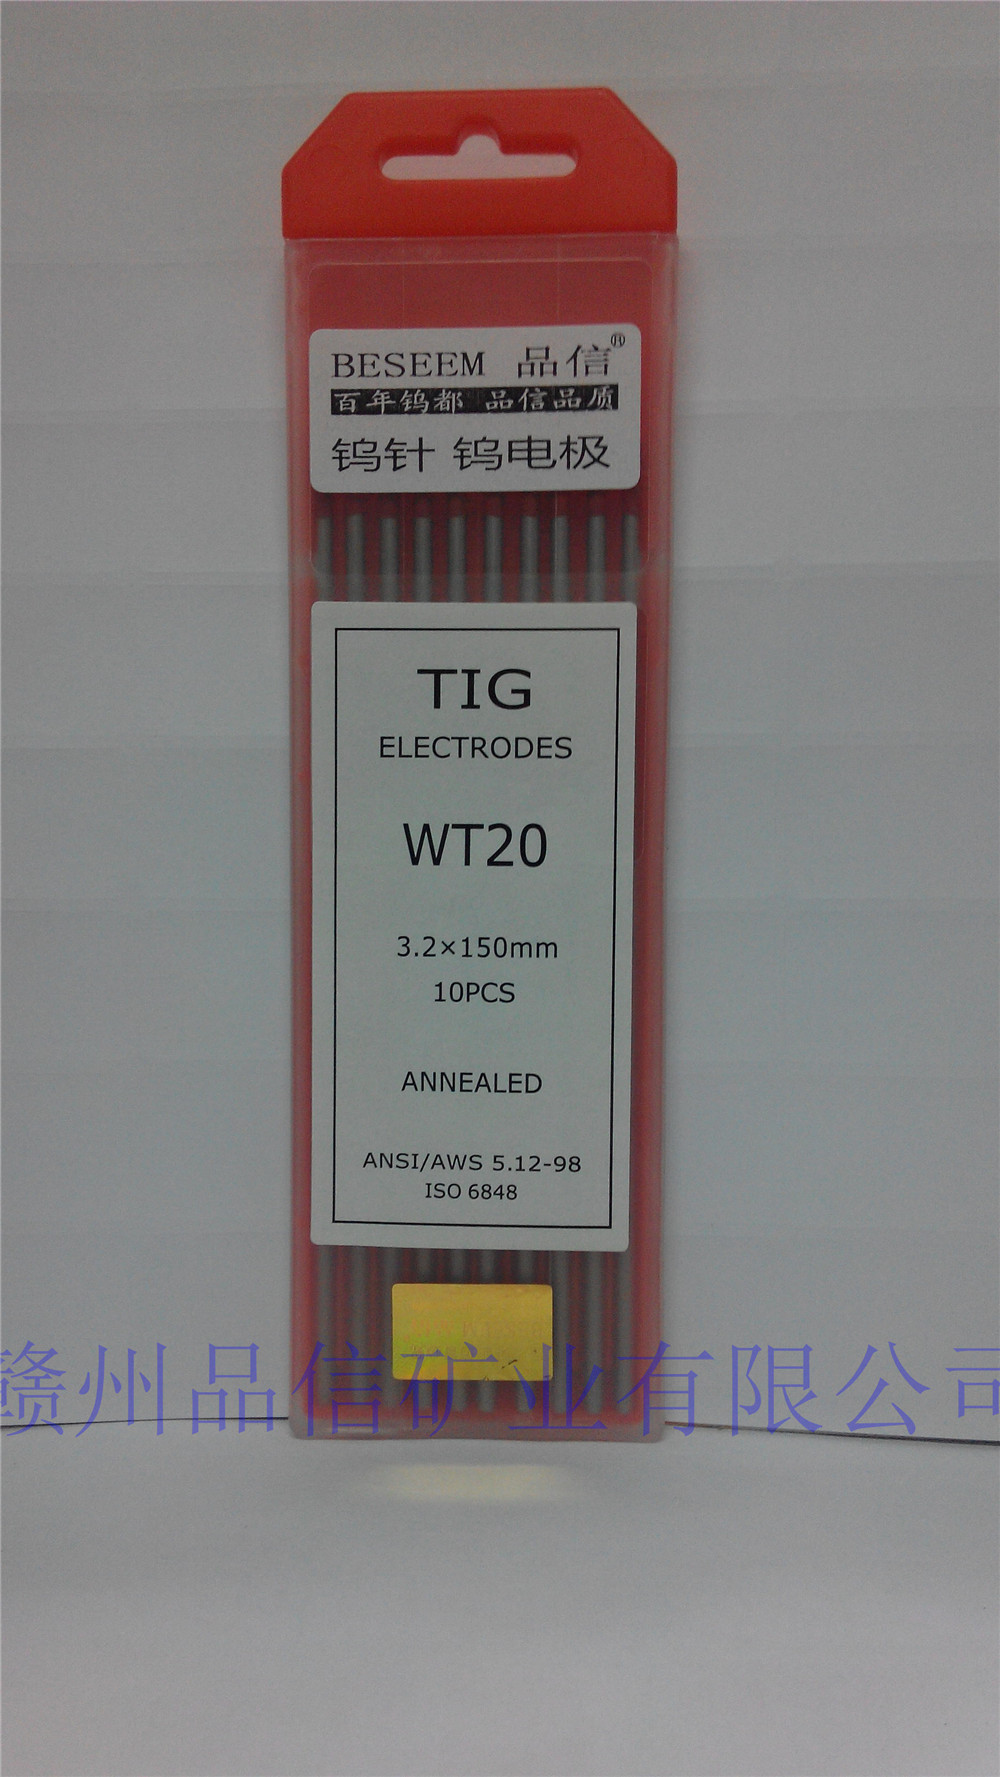 BESEEM 品信®
百年钨都 品信品质
钨针 钨电极
TIG
ELECTRODES
WT20
3.2×150mm
10PCS
ANNEALED
ANSI/AWS 5.12-98
ISO 6848
赣州品信矿业有限公司